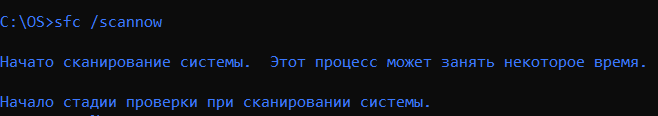 C:\OS>sfc /scannow
Начато сканирование системы.  Этот процесс может занять некоторое время.
Начало стадии проверки при сканировании системы.